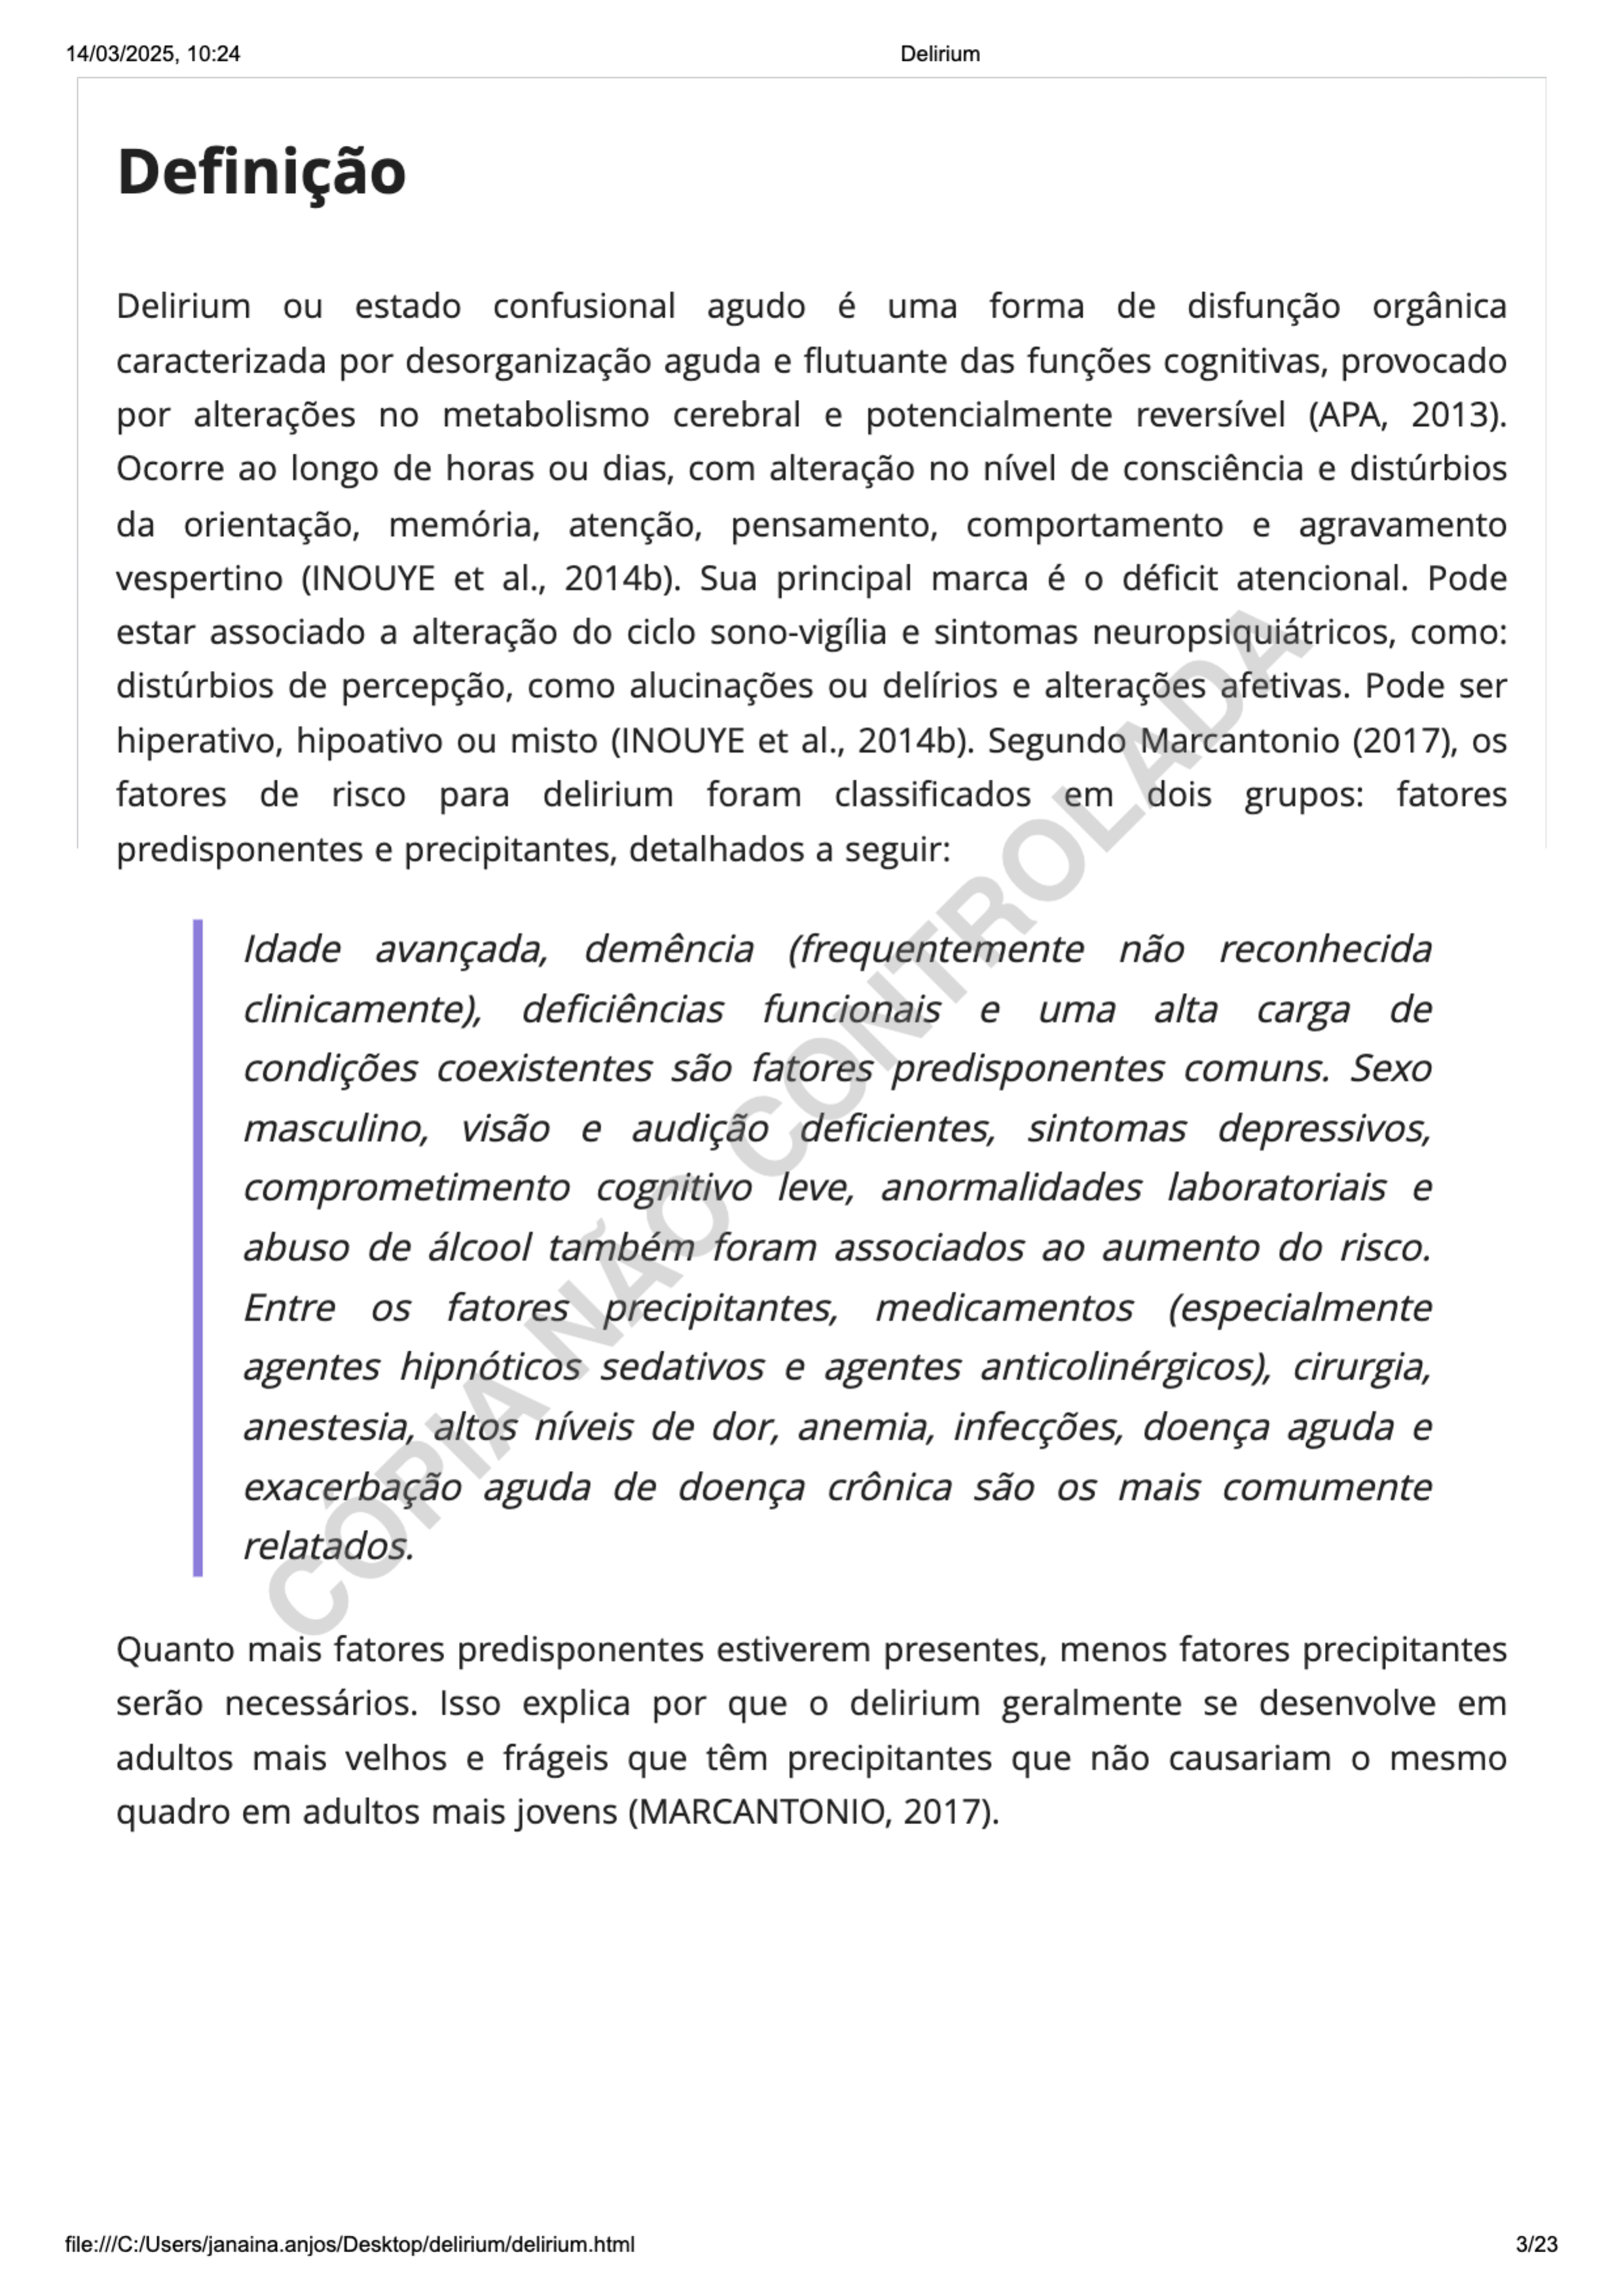 14/03/2025, 10:24
Delirium
Definição
Delirium ou estado confusional agudo é uma forma de disfunção orgânica
caracterizada por desorganização aguda e flutuante das funções cognitivas, provocado
por alterações no metabolismo cerebral e potencialmente reversível (APA, 2013).
Ocorre ao longo de horas ou dias, com alteração no nível de consciência e distúrbios
da orientação, memória, atenção, pensamento, comportamento e agravamento
vespertino (INOUYE et al., 2014b). Sua principal marca é o déficit atencional. Pode
estar associado a alteração do ciclo sono-vigília e sintomas neuropsiquiátricos, como:
distúrbios de percepção, como alucinações ou delírios e alterações afetivas. Pode ser
hiperativo, hipoativo ou misto (INOUYE et al., 2014b). Segundo Marcantonio (2017), os
fatores de risco para delirium foram classificados em dois grupos: fatores
predisponentes e precipitantes, detalhados a seguir:
Idade avançada, demência (frequentemente não reconhecida
clinicamente), deficiências funcionais e uma alta carga de
condições coexistentes são fatores predisponentes comuns. Sexo
masculino, visão e audição deficientes, sintomas depressivos,
comprometimento cognitivo leve, anormalidades laboratoriais e
abuso de álcool também foram associados ao aumento do risco.
Entre os fatores precipitantes, medicamentos (especialmente
agentes hipnóticos sedativos e agentes anticolinérgicos), cirurgia,
anestesia, altos níveis de dor, anemia, infecções, doença aguda e
exacerbação aguda de doença crônica são os mais comumente
relatados.
Quanto mais fatores predisponentes estiverem presentes, menos fatores precipitantes
serão necessários. Isso explica por que o delirium geralmente se desenvolve em
adultos mais velhos e frágeis que têm precipitantes que não causariam o mesmo
quadro em adultos mais jovens (MARCANTONIO, 2017).
CÓPIA NÃO CONTROLADA
file:///C:/Users/janaina.anjos/Desktop/delirium/delirium.html
3/23